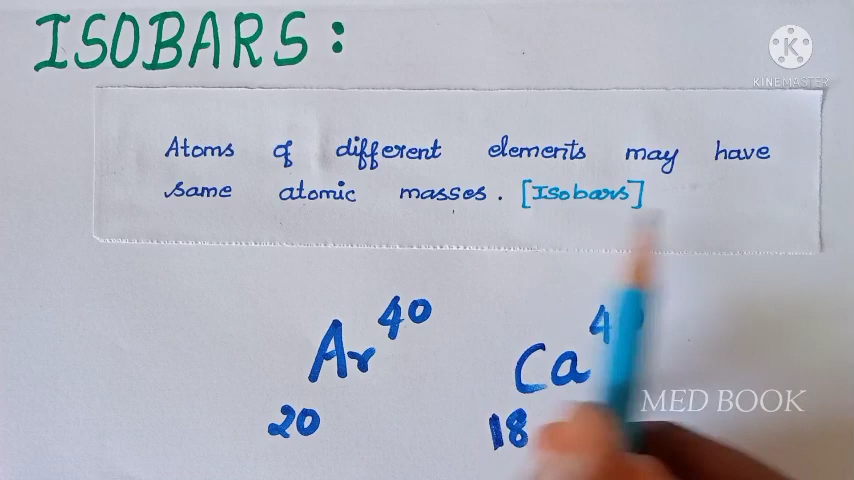 ISOBARS:
K
KINEMASTER
Atoms of different elements may have
same atomic masses. [Isobars]
Ar 40 Ca 4
20 18
MED BOOK